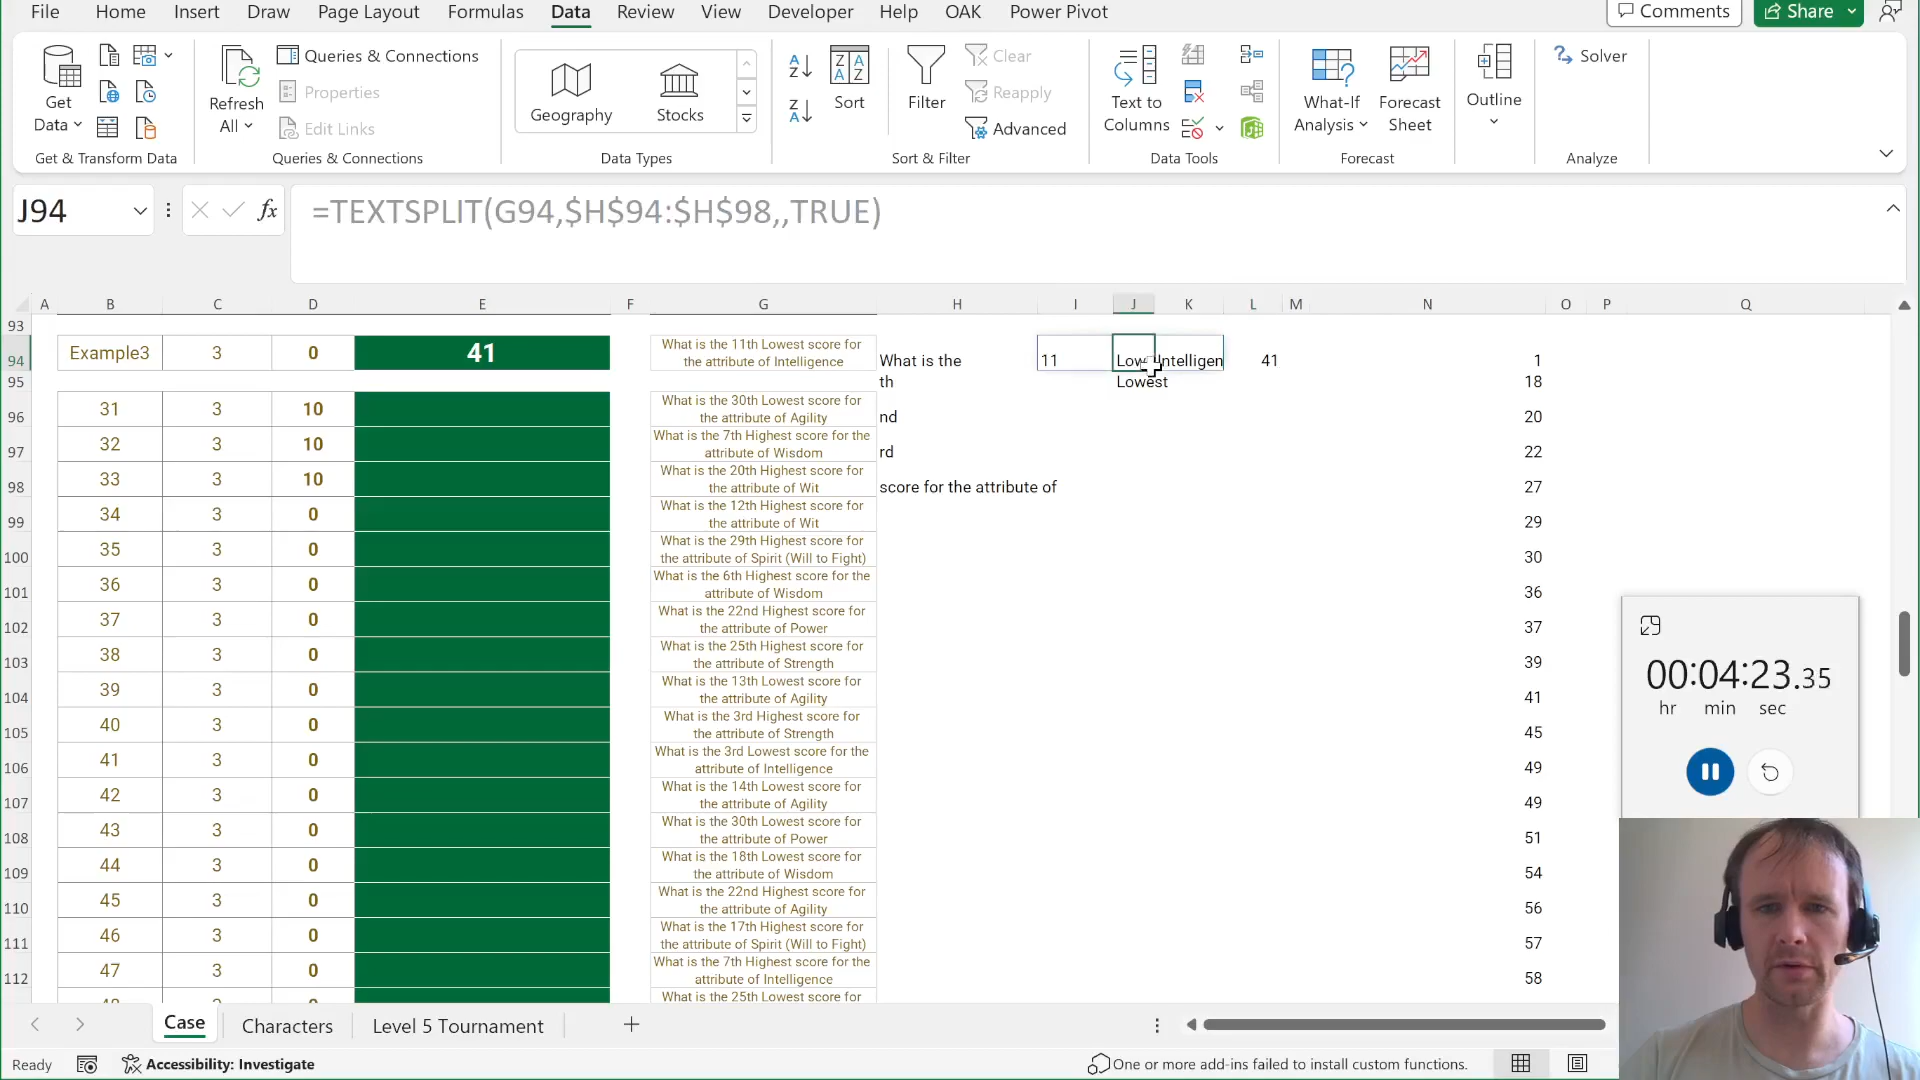 File Home Insert Draw Page Layout Formulas Data Review View Developer Help OAK Power Pivot Comments Share
Get Data
Refresh All
Queries & Connections
Properties
Edit Links
Geography Stocks
Sort
Filter
Clear
Reapply
Advanced
Text to Columns
What-If Analysis
Forecast Sheet
Outline
Solver
Get & Transform Data Queries & Connections Data Types Sort & Filter Data Tools Forecast Analyze
J94 fx =TEXTSPLIT(G94,$H$94:$H$98,,TRUE)
A B C D E F G H I J K L M N O P Q
93
94 Example3 3 0 41 What is the 11th Lowest score for the attribute of Intelligence What is the 11 Low Intelligen 41 1
95 th Lowest 18
96 31 3 10 What is the 30th Lowest score for the attribute of Agility nd 20
97 32 3 10 What is the 7th Highest score for the attribute of Wisdom rd 22
98 33 3 10 What is the 20th Highest score for the attribute of Wit score for the attribute of 27
99 34 3 0 What is the 12th Highest score for the attribute of Wit 29
100 35 3 0 What is the 29th Highest score for the attribute of Spirit (Will to Fight) 30
101 36 3 0 What is the 6th Highest score for the attribute of Wisdom 36
102 37 3 0 What is the 22nd Highest score for the attribute of Power 37
103 38 3 0 What is the 25th Highest score for the attribute of Strength 39
104 39 3 0 What is the 13th Lowest score for the attribute of Agility 41
105 40 3 0 What is the 3rd Highest score for the attribute of Strength 45
106 41 3 0 What is the 3rd Lowest score for the attribute of Intelligence 49
107 42 3 0 What is the 14th Lowest score for the attribute of Agility 49
108 43 3 0 What is the 30th Lowest score for the attribute of Power 51
109 44 3 0 What is the 18th Lowest score for the attribute of Wisdom 54
110 45 3 0 What is the 22nd Highest score for the attribute of Agility 56
111 46 3 0 What is the 17th Highest score for the attribute of Spirit (Will to Fight) 57
112 47 3 0 What is the 7th Highest score for the attribute of Intelligence 58
What is the 25th Lowest score for
00:04:23.35
hr min sec
Case Characters Level 5 Tournament
Ready Accessibility: Investigate One or more add-ins failed to install custom functions.